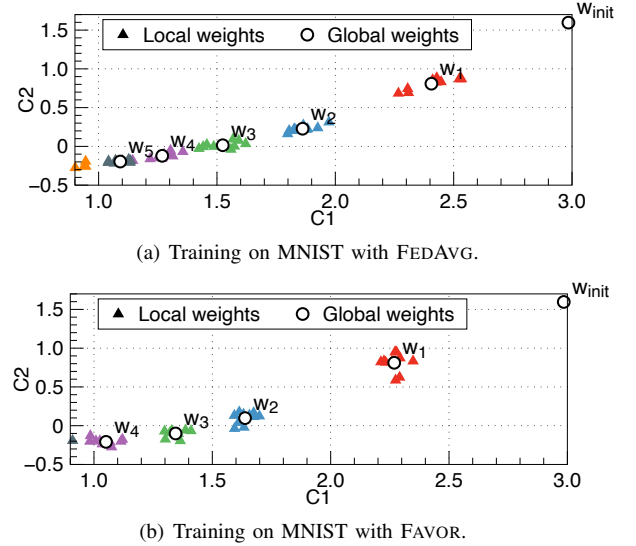 w_init
Local weights
Global weights
1.5
1.0
0.5
0
−0.5
C2
w_1
w_2
w_3
w_4
w_5
1.0
1.5
2.0
2.5
3.0
C1
(a) Training on MNIST with FEDAVG.
w_init
Local weights
Global weights
1.5
1.0
0.5
0
−0.5
C2
w_1
w_2
w_3
w_4
1.0
1.5
2.0
2.5
3.0
C1
(b) Training on MNIST with FAVOR.